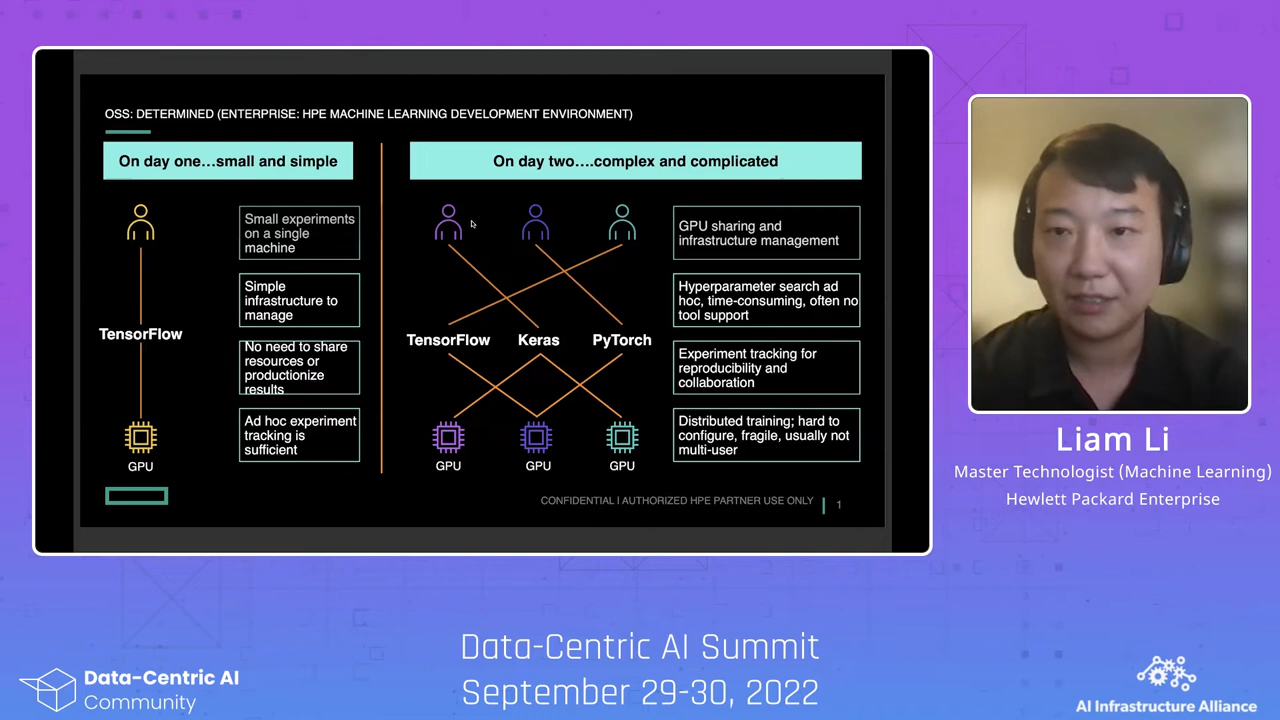 OSS: DETERMINED (ENTERPRISE: HPE MACHINE LEARNING DEVELOPMENT ENVIRONMENT)
On day one...small and simple
Small experiments
on a single
machine
Simple
infrastructure to
manage
TensorFlow
No need to share
resources or
productionize
results
Ad hoc experiment
tracking is
sufficient
GPU
On day two....complex and complicated
GPU sharing and
infrastructure management
Hyperparameter search ad
hoc, time-consuming, often no
tool support
TensorFlow
Keras
PyTorch
Experiment tracking for
reproducibility and
collaboration
Distributed training; hard to
configure, fragile, usually not
multi-user
GPU
GPU
GPU
CONFIDENTIAL | AUTHORIZED HPE PARTNER USE ONLY
1
Liam Li
Master Technologist (Machine Learning)
Hewlett Packard Enterprise
Data-Centric AI Summit
September 29-30, 2022
Data-Centric AI
Community
AI Infrastructure Alliance